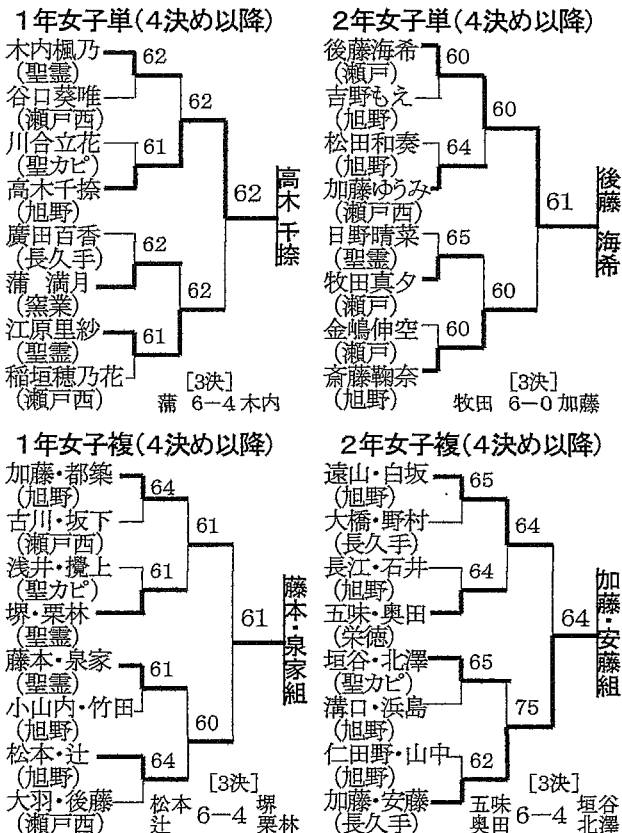 1年女子単(4決め以降)
木内楓乃
(聖霊)
谷口葵唯
(瀬戸西)
川合立花
(聖カピ)
高木千捺
(旭野)
廣田百香
(長久手)
蒲 満月
(窯業)
江原里紗
(聖霊)
稲垣穂乃花
(瀬戸西)
62
61
62
61
62
62
62
高木 千捺
[3決]
蒲 6-4 木内
2年女子単(4決め以降)
後藤海希
(瀬戸)
吉野もえ
(旭野)
松田和奏
(旭野)
加藤ゆうみ
(瀬戸西)
日野晴菜
(聖霊)
牧田真夕
(瀬戸)
金嶋伸空
(瀬戸)
斎藤鞠奈
(旭野)
60
64
65
60
60
60
61
後藤 海希
[3決]
牧田 6-0 加藤
1年女子複(4決め以降)
加藤・都築
(旭野)
古川・坂下
(瀬戸西)
浅井・攪上
(聖カピ)
堺・栗林
(聖霊)
藤本・泉家
(聖霊)
小山内・竹田
(旭野)
松本・辻
(旭野)
大羽・後藤
(瀬戸西)
64
61
61
64
61
60
61
藤本・泉家組
[3決]
松本 辻 6-4 堺 栗林
2年女子複(4決め以降)
遠山・白坂
(旭野)
大橋・野村
(長久手)
長江・石井
(旭野)
五味・奥田
(栄徳)
垣谷・北澤
(聖カピ)
溝口・浜島
(旭野)
仁田野・山中
(旭野)
加藤・安藤
(長久手)
65
64
65
62
64
75
64
加藤・安藤組
[3決]
五味 奥田 6-4 垣谷 北澤